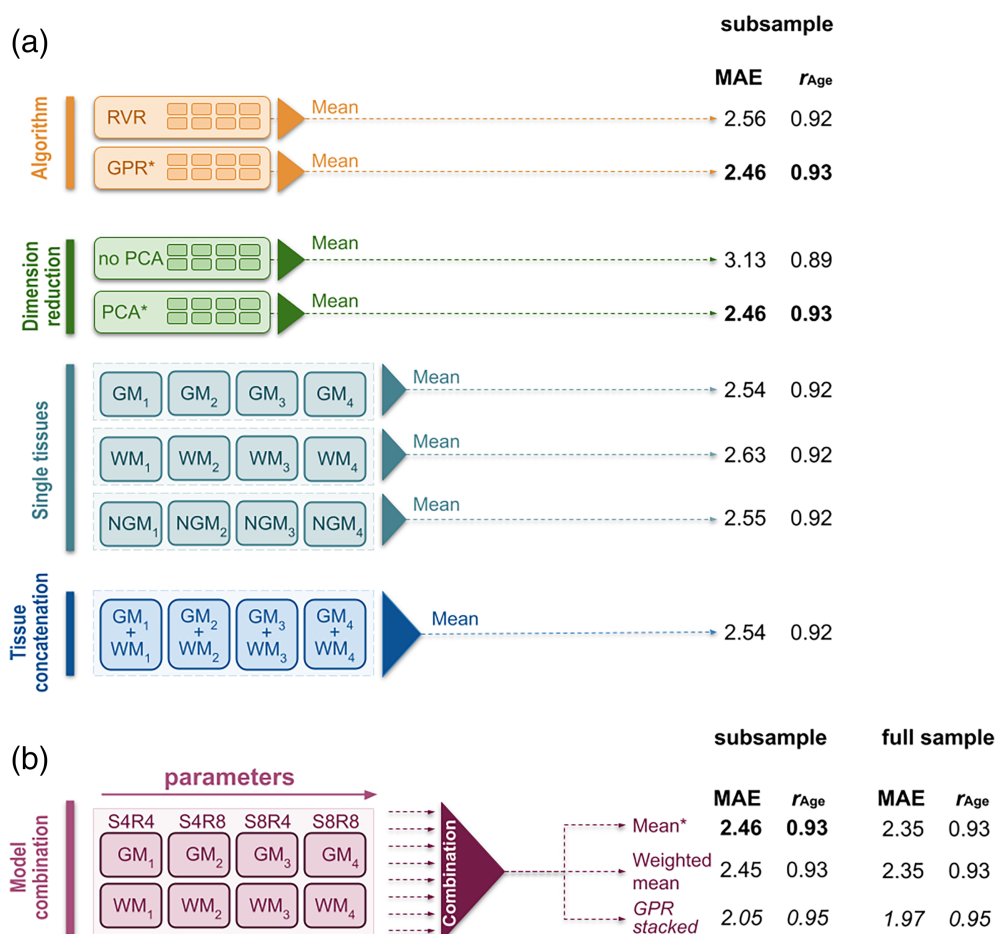 (a)
subsample
MAE rAge
Algorithm
RVR Mean 2.56 0.92
GPR* Mean 2.46 0.93
Dimension
reduction
no PCA Mean 3.13 0.89
PCA* Mean 2.46 0.93
Single tissues
GM1 GM2 GM3 GM4 Mean 2.54 0.92
WM1 WM2 WM3 WM4 Mean 2.63 0.92
NGM1 NGM2 NGM3 NGM4 Mean 2.55 0.92
Tissue
concatenation
GM1 GM2 GM3 GM4
+ + + +
WM1 WM2 WM3 WM4
Mean 2.54 0.92
(b)
subsample full sample
parameters
MAE rAge MAE rAge
Model
combination
S4R4 S4R8 S8R4 S8R8
GM1 GM2 GM3 GM4
WM1 WM2 WM3 WM4
Combination
Mean* 2.46 0.93 2.35 0.93
Weighted
mean 2.45 0.93 2.35 0.93
GPR
stacked 2.05 0.95 1.97 0.95